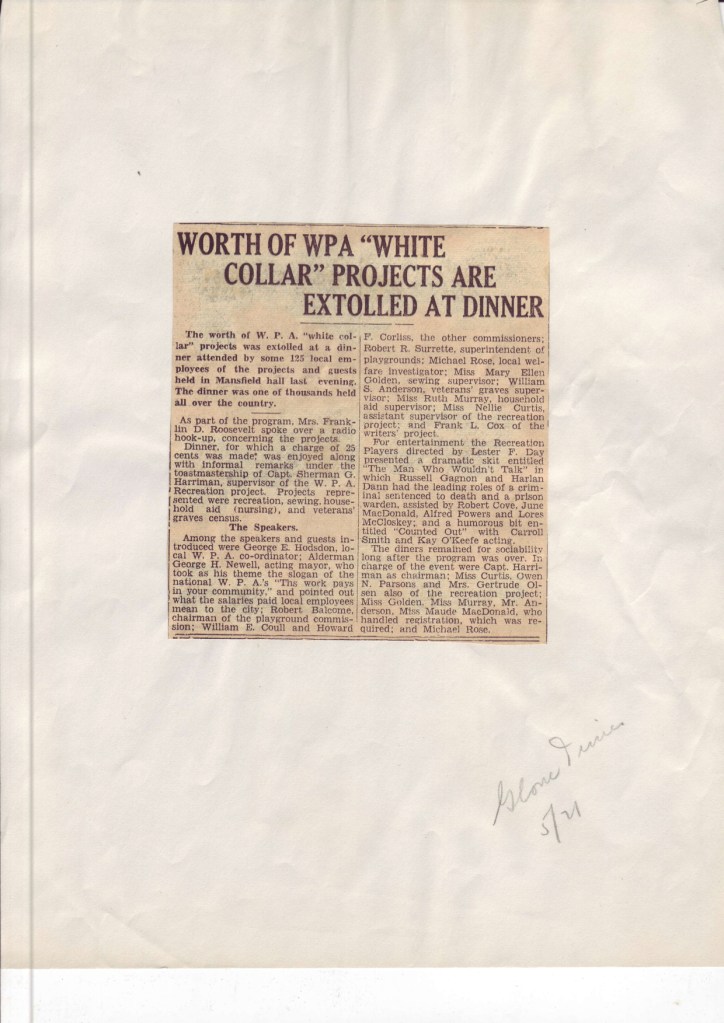 WORTH OF WPA “WHITE
COLLAR” PROJECTS ARE
EXTOLLED AT DINNER
The worth of W. P. A. "white col-
lar" projects was extolled at a din-
ner attended by some 125 local em-
ployees of the projects and guests
held in Mansfield hall last evening.
The dinner was one of thousands held
all over the country.
As part of the program, Mrs. Frank-
lin D. Roosevelt spoke over a radio
hook-up, concerning the projects.
Dinner, for which a charge of 25
cents was made, was enjoyed along
with informal remarks under the
toastmastership of Capt. Sherman G.
Harriman, supervisor of the W. P. A.
Recreation project. Projects repre-
sented were recreation, sewing, house-
hold aid (nursing), and veterans'
graves census.
The Speakers.
Among the speakers and guests in-
troduced were George E. Hodsdon, lo-
cal W. P. A. co-ordinator; Alderman
George H. Newell, acting mayor, who
took as his theme the slogan of the
national W. P. A.'s "Ths work pays
in your community," and pointed out
what the salaries paid local employees
mean to the city; Robert Balcome,
chairman of the playground commis-
sion; William E. Coull and Howard
F. Corliss, the other commissioners;
Robert R. Surrette, superintendent of
playgrounds; Michael Rose, local wel-
fare investigator; Miss Mary Ellen
Golden, sewing supervisor; William
S. Anderson, veterans' graves super-
visor; Miss Ruth Murray, household
aid supervisor; Miss Nellie Curtis,
assistant supervisor of the recreation
project; and Frank L. Cox of the
writers' project.
For entertainment the Recreation
Players directed by Lester F. Day
presented a dramatic skit entitled
"The Man Who Wouldn't Talk" in
which Russell Gagnon and Harlan
Dann had the leading roles of a crim-
inal sentenced to death and a prison
warden, assisted by Robert Cove, June
MacDonald, Alfred Powers and Lores
McCloskey; and a humorous bit en-
titled "Counted Out" with Carroll
Smith and Kay O'Keefe acting.
The diners remained for sociability
long after the program was over. In
charge of the event were Capt. Harri-
man as chairman; Miss Curtis, Owen
N. Parsons and Mrs. Gertrude Ol-
sen also of the recreation project;
Miss Golden, Miss Murray, Mr. An-
derson, Miss Maude MacDonald, who
handled registration, which was re-
quired; and Michael Rose.
5/21